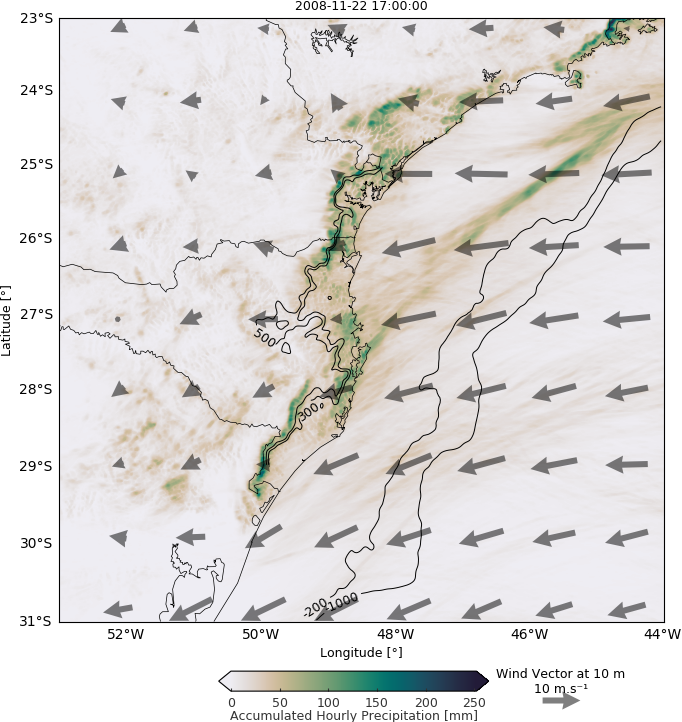 2008-11-22 17:00:00
23°S
24°S
25°S
26°S
27°S
28°S
29°S
30°S
31°S
Latitude [°]
500
300
-200
-1000
52°W 50°W 48°W 46°W 44°W
Longitude [°]
0 50 100 150 200 250
Accumulated Hourly Precipitation [mm]
Wind Vector at 10 m
10 m.s⁻¹